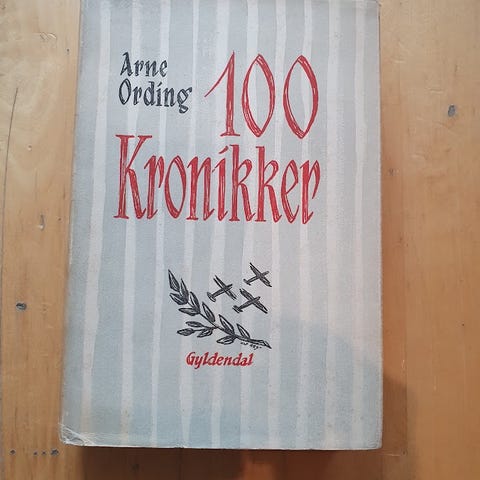 Arne
Ording
100
Kronikker
Gyldendal